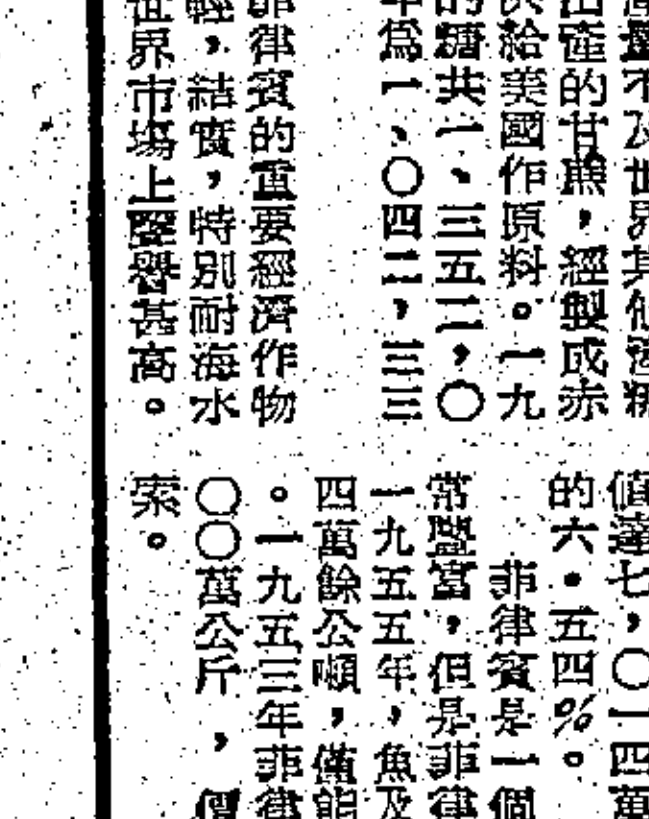 產量不及世界其他產糖
出產的甘蔗，經製成赤
供給美國作原料。一九
的糖共一、三五二，〇
年為一、〇四二，三三
菲律賓的重要經濟作物
輕，結實，特別耐海水
世界市場上聲譽甚高。
值達七，〇一四萬
的六．五四％。
菲律賓是一個
常豐富，但是菲律
一九五五年，魚及
四萬餘公噸，僅能
。一九五三年菲律
〇〇萬公斤，價
索。